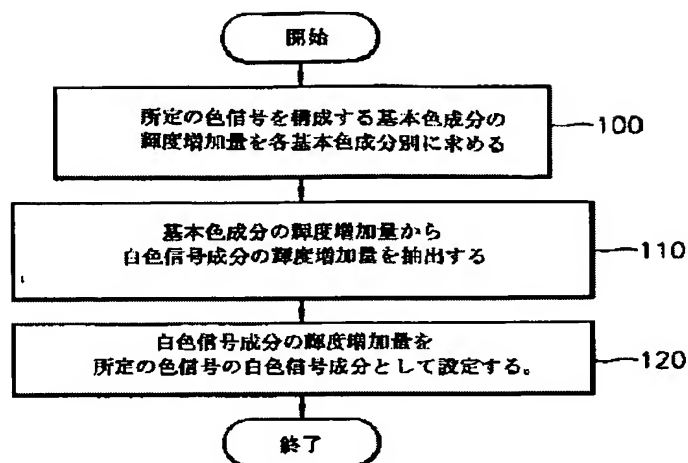 開始
所定の色信号を構成する基本色成分の
輝度増加量を各基本色成分別に求める
100
基本色成分の輝度増加量から
白色信号成分の輝度増加量を抽出する
110
白色信号成分の輝度増加量を
所定の色信号の白色信号成分として設定する。
120
終了